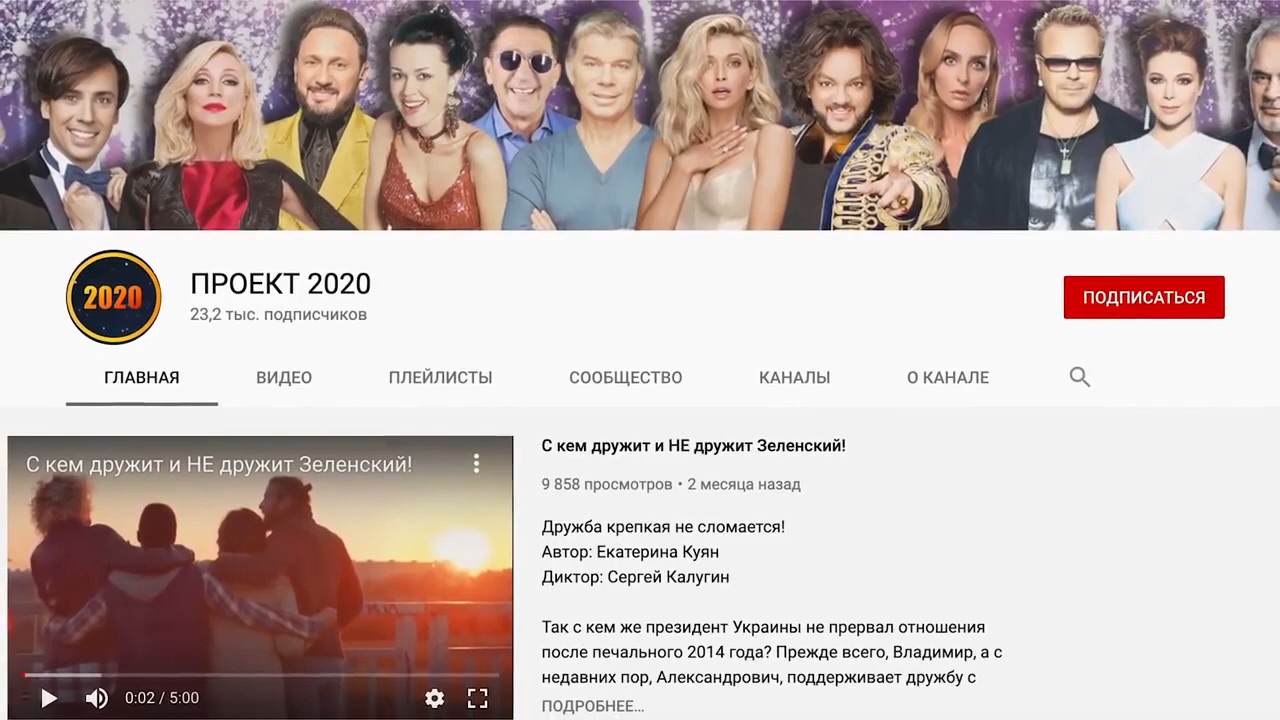 2020
ПРОЕКТ 2020
23,2 тыс. подписчиков
ПОДПИСАТЬСЯ
ГЛАВНАЯ ВИДЕО ПЛЕЙЛИСТЫ СООБЩЕСТВО КАНАЛЫ О КАНАЛЕ
С кем дружит и НЕ дружит Зеленский!
0:02 / 5:00
С кем дружит и НЕ дружит Зеленский!
9 858 просмотров • 2 месяца назад
Дружба крепкая не сломается!
Автор: Екатерина Куян
Диктор: Сергей Калугин
Так с кем же президент Украины не прервал отношения
после печального 2014 года? Прежде всего, Владимир, а с
недавних пор, Александрович, поддерживает дружбу с
ПОДРОБНЕЕ...